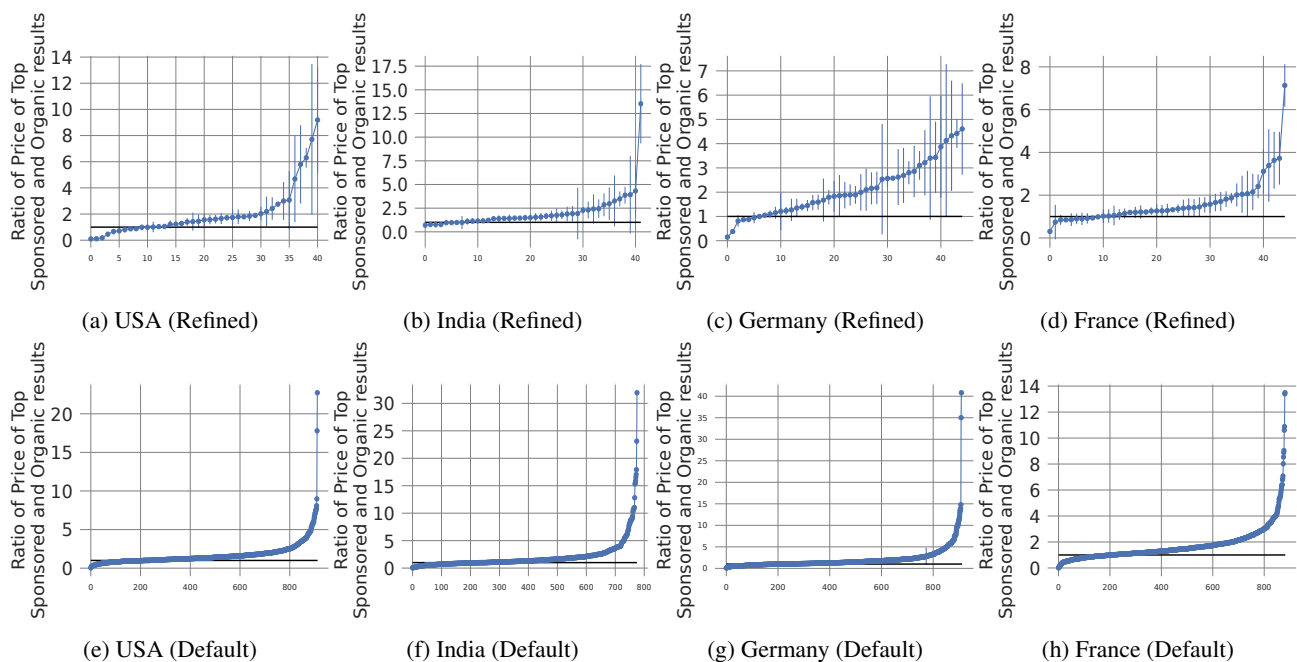 Ratio of Price of Top
Sponsored and Organic results
14
12
10
8
6
4
2
0
0 5 10 15 20 25 30 35 40
(a) USA (Refined)
Ratio of Price of Top
Sponsored and Organic results
17.5
15.0
12.5
10.0
7.5
5.0
2.5
0.0
0 10 20 30 40
(b) India (Refined)
Ratio of Price of Top
Sponsored and Organic results
7
6
5
4
3
2
1
0
0 10 20 30 40
(c) Germany (Refined)
Ratio of Price of Top
Sponsored and Organic results
8
6
4
2
0
0 10 20 30 40
(d) France (Refined)
Ratio of Price of Top
Sponsored and Organic results
20
15
10
5
0
0 200 400 600 800
(e) USA (Default)
Ratio of Price of Top
Sponsored and Organic results
30
25
20
15
10
5
0
0 100 200 300 400 500 600 700 800
(f) India (Default)
Ratio of Price of Top
Sponsored and Organic results
40
35
30
25
20
15
10
5
0
0 200 400 600 800
(g) Germany (Default)
Ratio of Price of Top
Sponsored and Organic results
14
12
10
8
6
4
2
0
0 200 400 600 800
(h) France (Default)